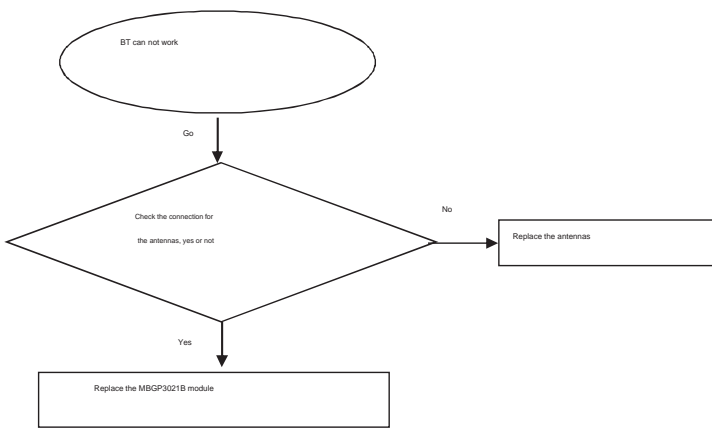 BT can not work
Go
Check the connection for
the antennas, yes or not
No
Replace the antennas
Yes
Replace the MBGP3021B module